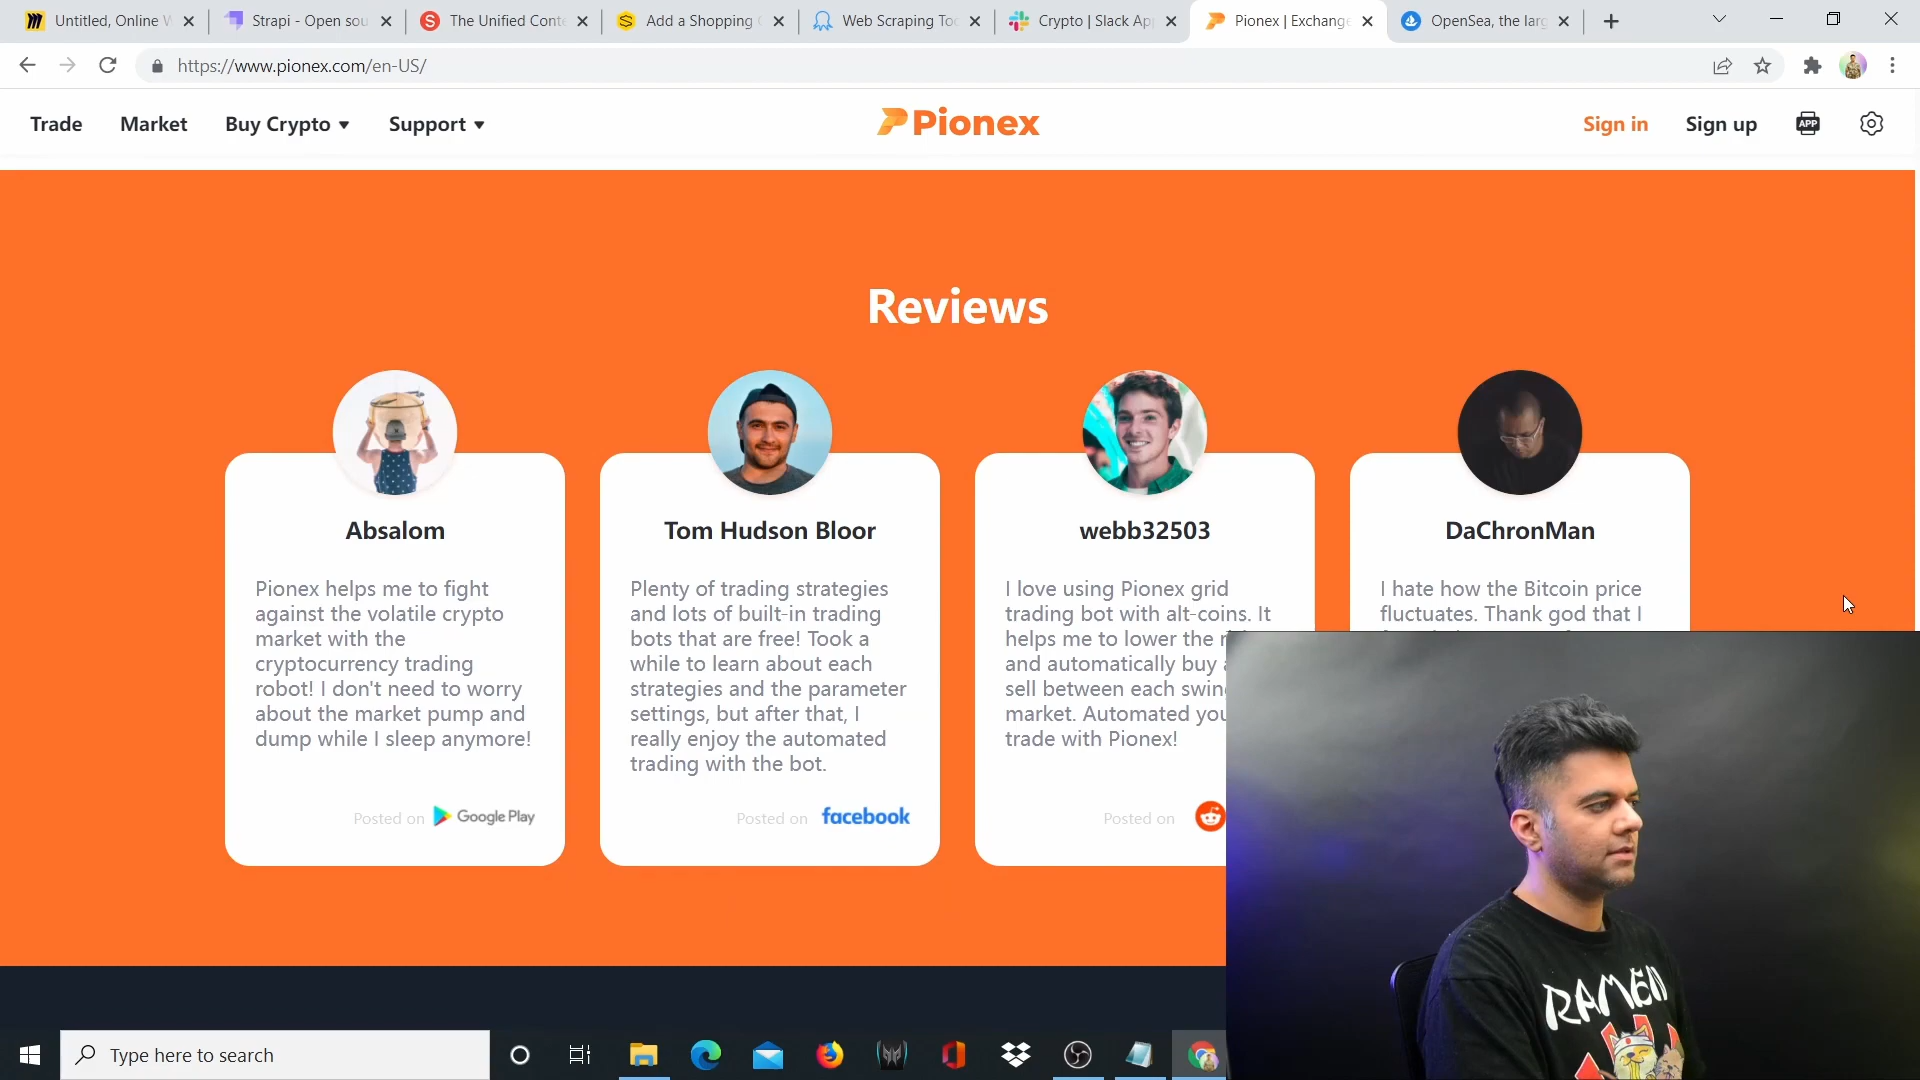 Untitled, Online
Strapi - Open sou
The Unified Conte
Add a Shopping
Web Scraping Too
Crypto | Slack Ap
Pionex | Exchange
OpenSea, the larg
https://www.pionex.com/en-US/
Trade
Market
Buy Crypto
Support
Pionex
Sign in
Sign up
APP
Reviews
Absalom
Pionex helps me to fight
against the volatile crypto
market with the
cryptocurrency trading
robot! I don't need to worry
about the market pump and
dump while I sleep anymore!
Posted on Google Play
Tom Hudson Bloor
Plenty of trading strategies
and lots of built-in trading
bots that are free! Took a
while to learn about each
strategies and the parameter
settings, but after that, I
really enjoy the automated
trading with the bot.
Posted on facebook
webb32503
I love using Pionex grid
trading bot with alt-coins. It
helps me to lower the
and automatically buy
sell between each swin
market. Automated you
trade with Pionex!
Posted on
DaChronMan
I hate how the Bitcoin price
fluctuates. Thank god that I
RAMEN
Type here to search